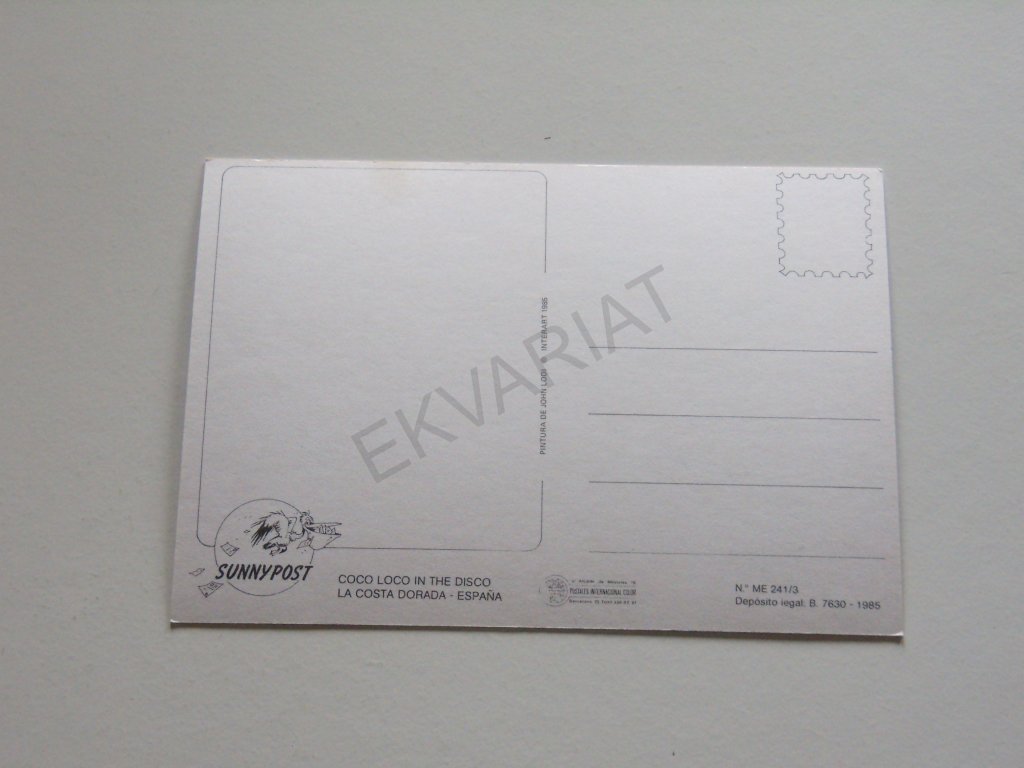 PINTURA DE JOHN LODI © INTERART 1985
EKVARIAT
SUNNYPOST
COCO LOCO IN THE DISCO
LA COSTA DORADA - ESPAÑA
POSTALES INTERNACIONAL COLOR
N.° ME 241/3
Depósito legal: B. 7630 - 1985